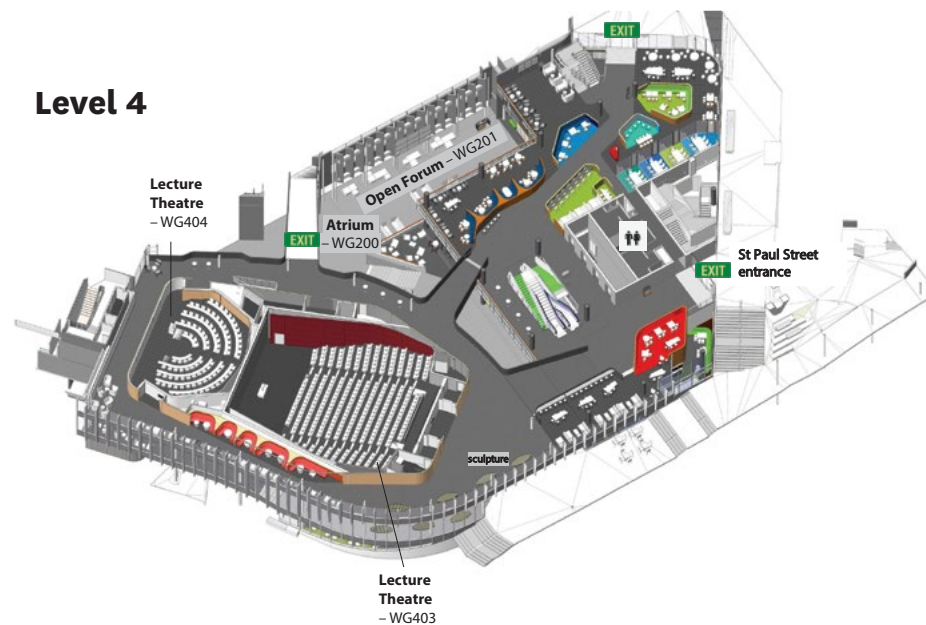 EXIT
Level 4
Open Forum – WG201
Lecture
Theatre
– WG404
Atrium
– WG200
EXIT
EXIT
St Paul Street
entrance
sculpture
Lecture
Theatre
– WG403